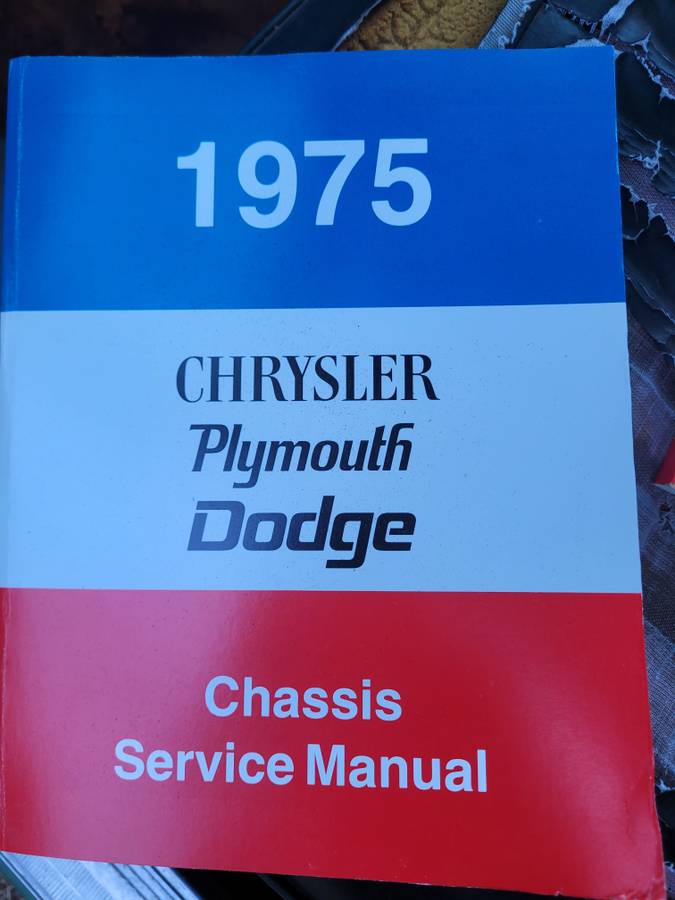 1975
CHRYSLER
Plymouth
Dodge
Chassis
Service Manual